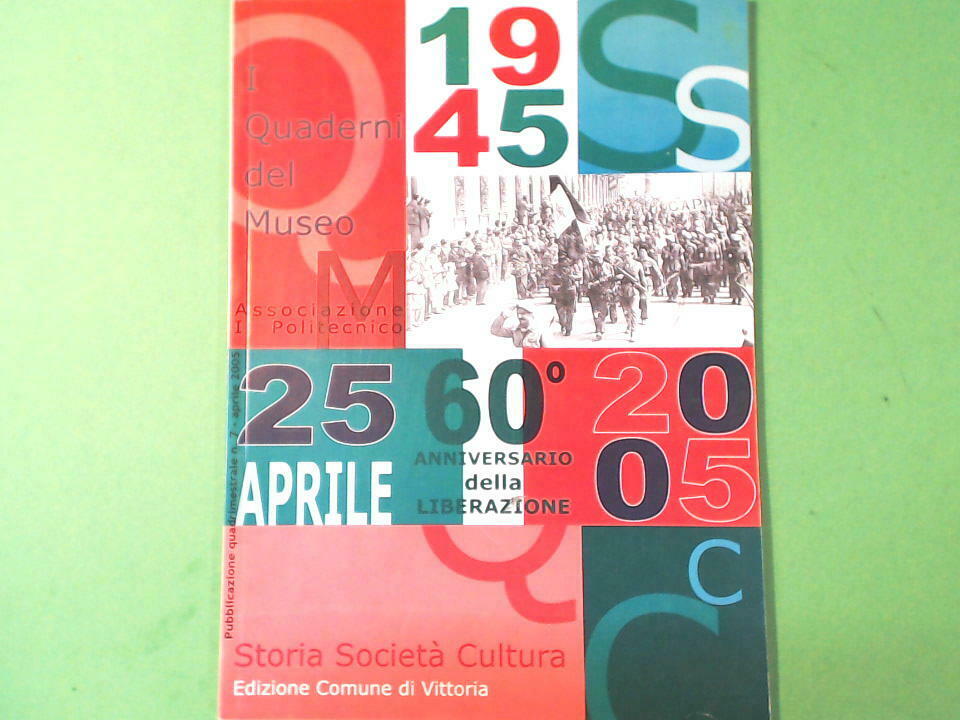 I
Quaderni
del
Museo
M
Associazione
Il Politecnico
Q
19
45
S
S
25
APRILE
60°
ANNIVERSARIO
della
LIBERAZIONE
20
05
Pubblicazione quadrimestrale n. 7 - aprile 2005
Q
C
C
Storia Società Cultura
Edizione Comune di Vittoria